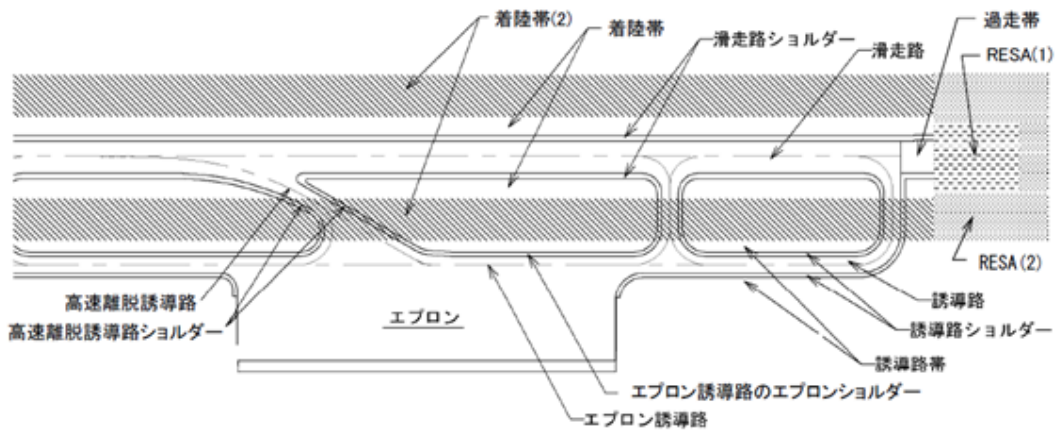 着陸帯(2)
着陸帯
滑走路ショルダー
滑走路
過走帯
RESA(1)
RESA(2)
高速離脱誘導路
高速離脱誘導路ショルダー
エプロン
誘導路
誘導路ショルダー
誘導路帯
エプロン誘導路のエプロンショルダー
エプロン誘導路